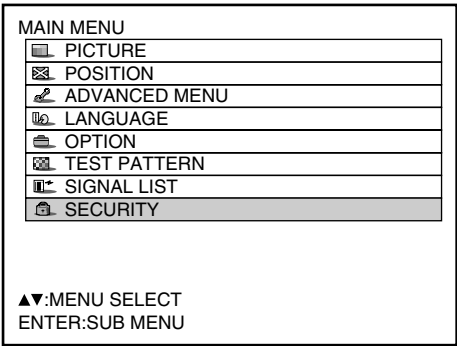 MAIN MENU
PICTURE
POSITION
ADVANCED MENU
LANGUAGE
OPTION
TEST PATTERN
SIGNAL LIST
SECURITY
▲▼:MENU SELECT
ENTER:SUB MENU